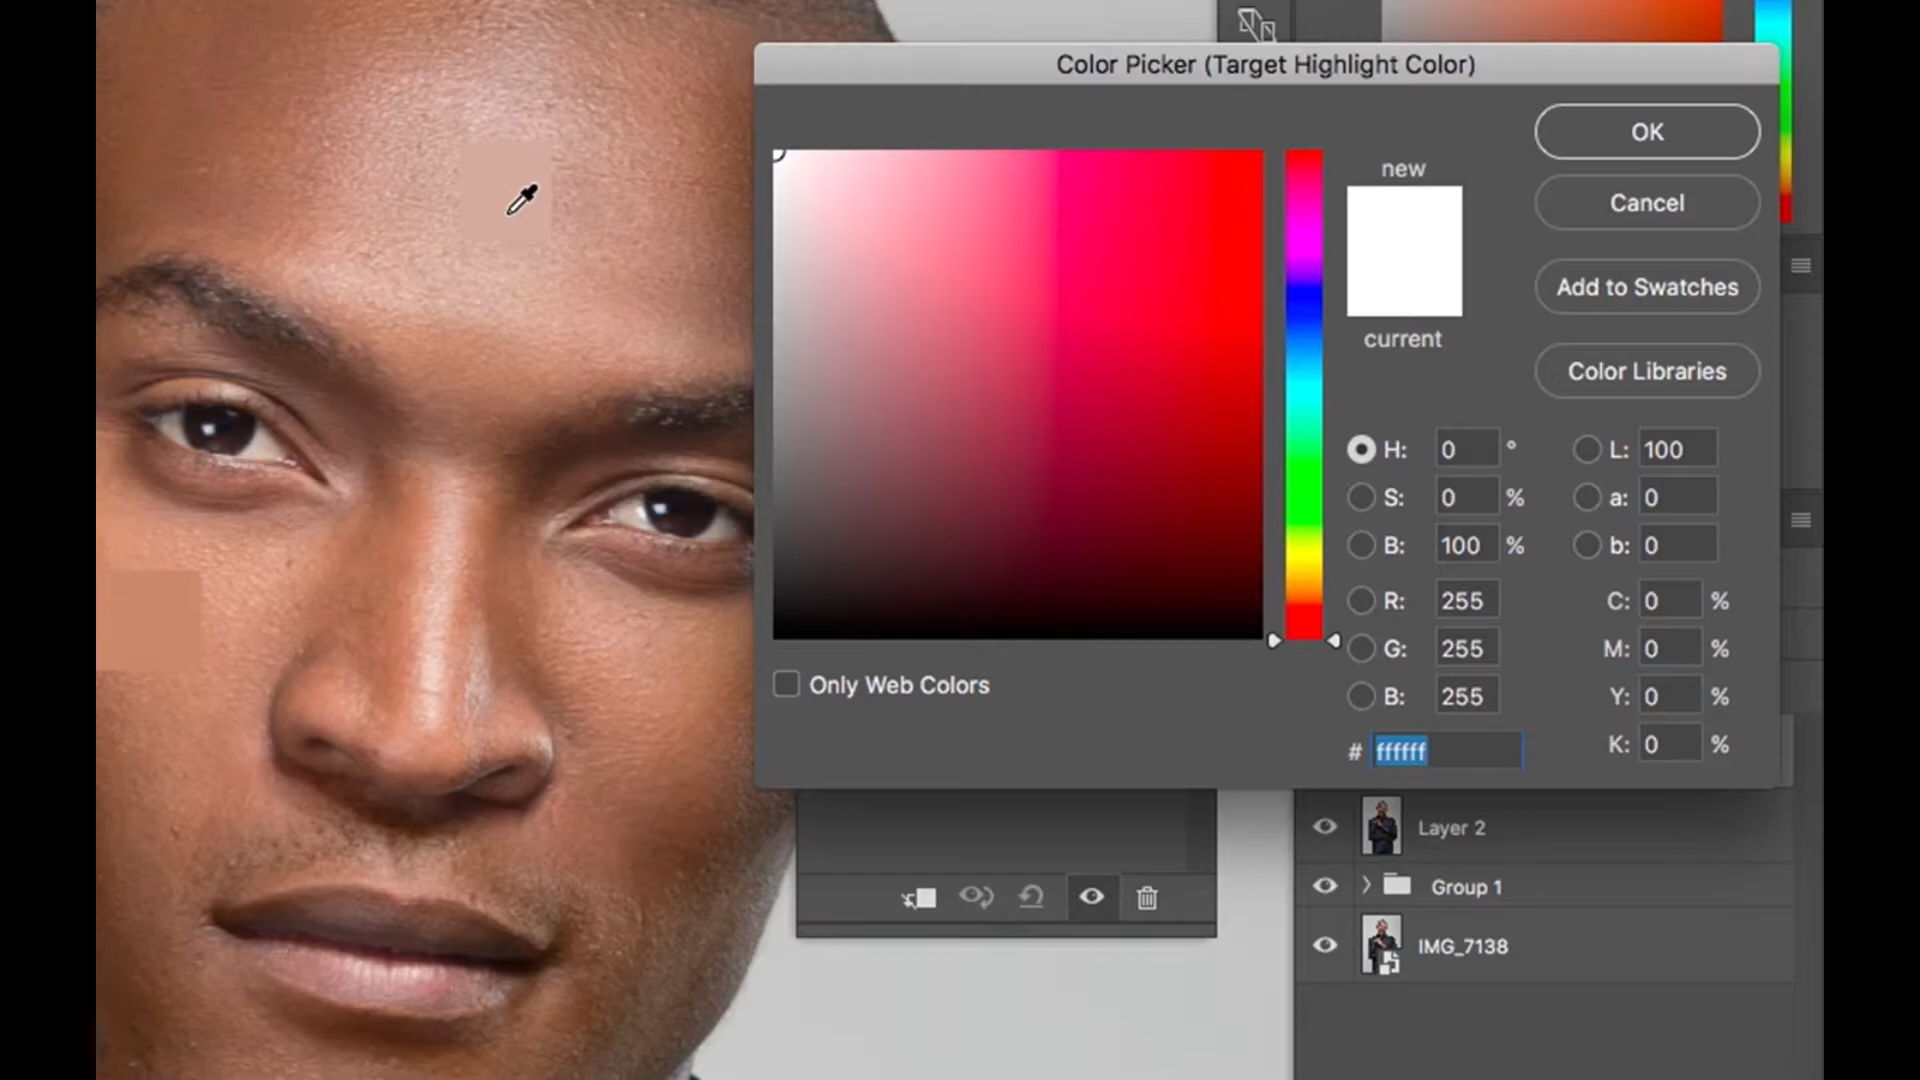 Color Picker (Target Highlight Color)
OK
new
Cancel
Add to Swatches
current
Color Libraries
H: 0 °
L: 100
S: 0 %
a: 0
B: 100 %
b: 0
R: 255
C: 0 %
G: 255
M: 0 %
Only Web Colors
B: 255
Y: 0 %
# ffffff
K: 0 %
Layer 2
Group 1
IMG_7138